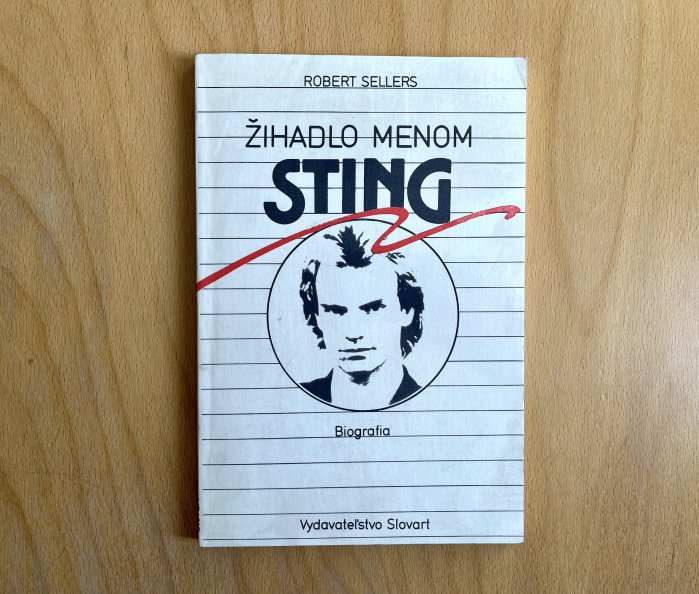 ROBERT SELLERS
ŽIHADLO MENOM
STING
Biografia
Vydavateľstvo Slovart